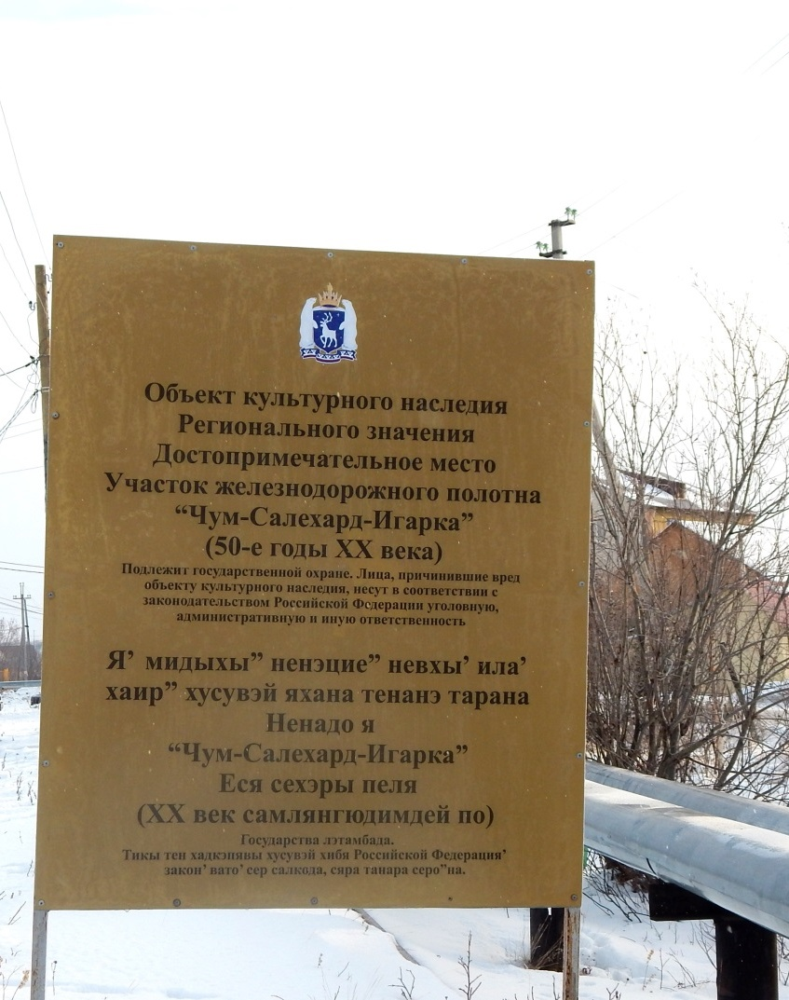 Объект культурного наследия
Регионального значения
Достопримечательное место
Участок железнодорожного полотна
“Чум-Салехард-Игарка”
(50-е годы XX века)
Подлежит государственной охране. Лица, причинившие вред
объекту культурного наследия, несут в соответствии с
законодательством Российской Федерации уголовную,
административную и иную ответственность
Я’ мидыхы” ненэцие” невхы’ ила’
хаир” хусувэй яхана тенанэ тарана
Ненадо я
“Чум-Салехард-Игарка”
Еся сехэры пеля
(XX век самлянгюдимдей по)
Государства лэтамбада.
Тикы тен хадкэпявы хусувэй хибя Российской Федерация’
закон’ вато’ сер салкода, сяра танара серо”на.